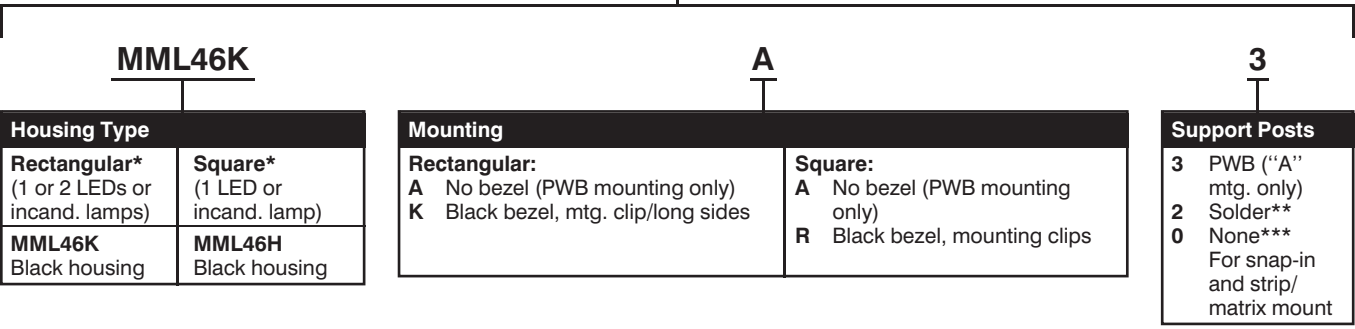 MML46K A 3
Housing Type
Rectangular*
(1 or 2 LEDs or
incand. lamps)
Square*
(1 LED or
incand. lamp)
MML46K
Black housing
MML46H
Black housing
Mounting
Rectangular:
A No bezel (PWB mounting only)
K Black bezel, mtg. clip/long sides
Square:
A No bezel (PWB mounting
only)
R Black bezel, mounting clips
Support Posts
3 PWB (''A''
mtg. only)
2 Solder**
0 None***
For snap-in
and strip/
matrix mount